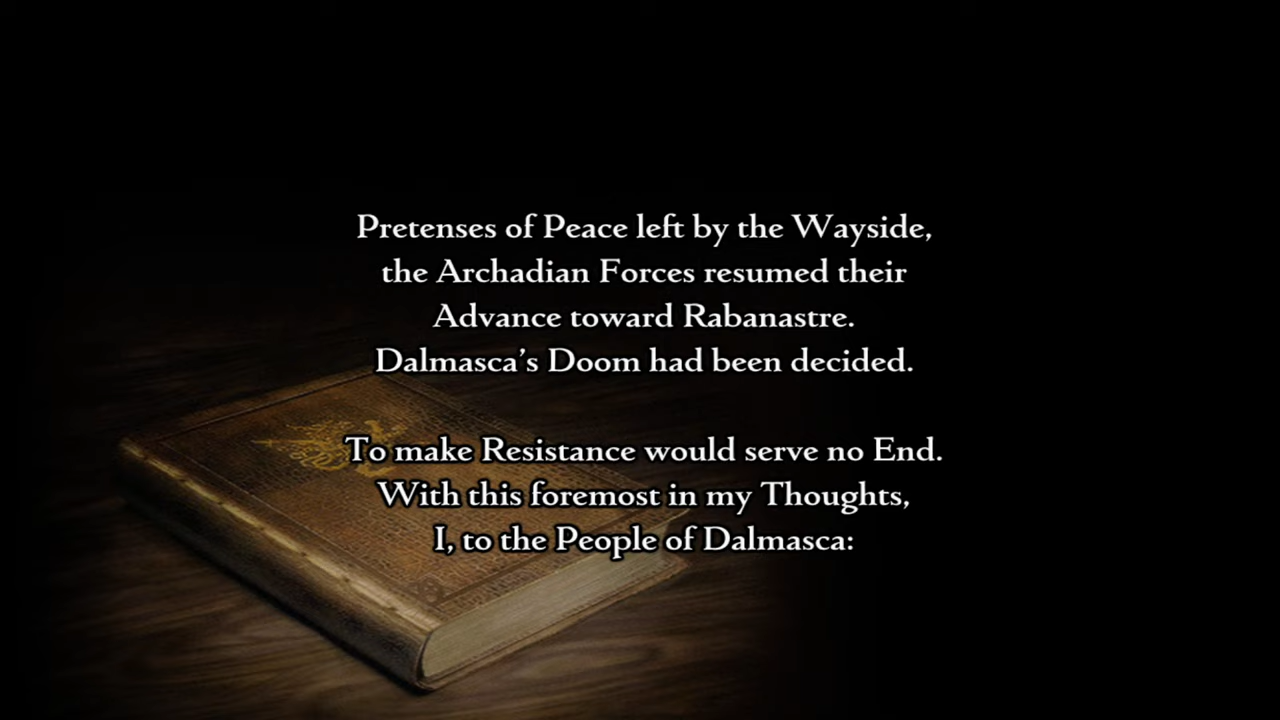 Pretenses of Peace left by the Wayside,
the Archadian Forces resumed their
Advance toward Rabanastre.
Dalmasca's Doom had been decided.
To make Resistance would serve no End.
With this foremost in my Thoughts,
I, to the People of Dalmasca: